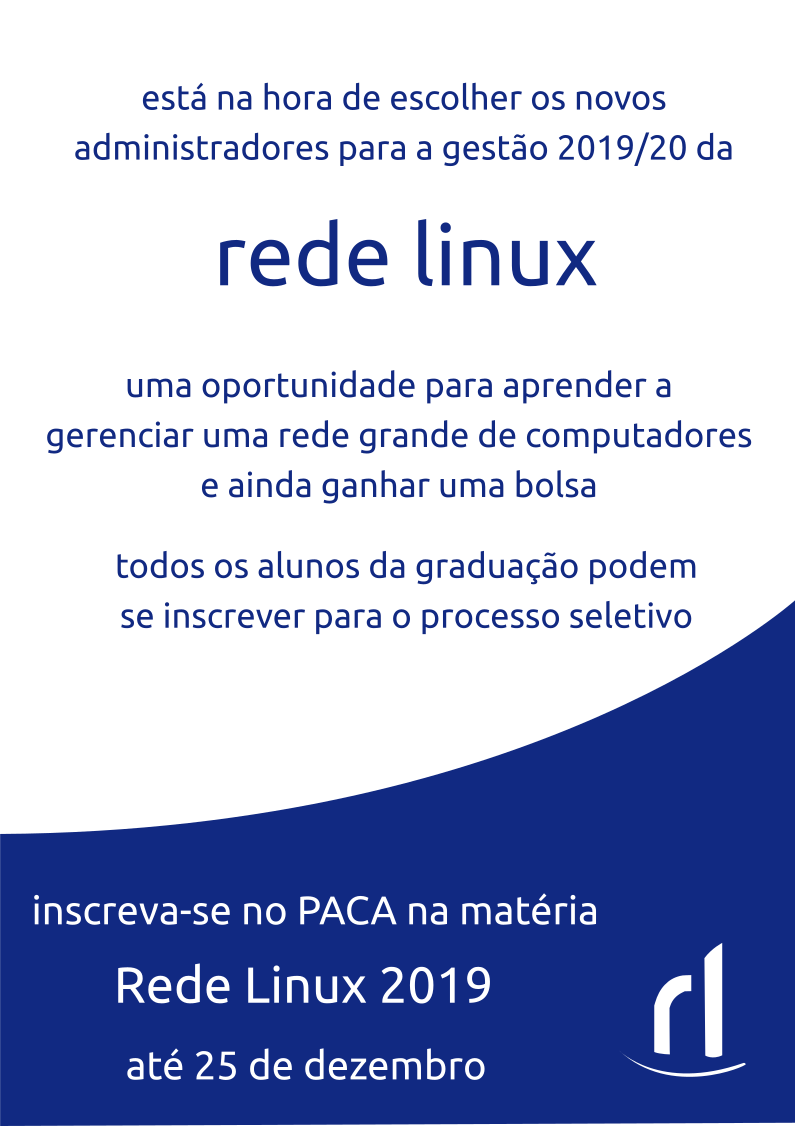 está na hora de escolher os novos
administradores para a gestão 2019/20 da
rede linux
uma oportunidade para aprender a
gerenciar uma rede grande de computadores
e ainda ganhar uma bolsa
todos os alunos da graduação podem
se inscrever para o processo seletivo
inscreva-se no PACA na matéria
Rede Linux 2019
até 25 de dezembro
rl